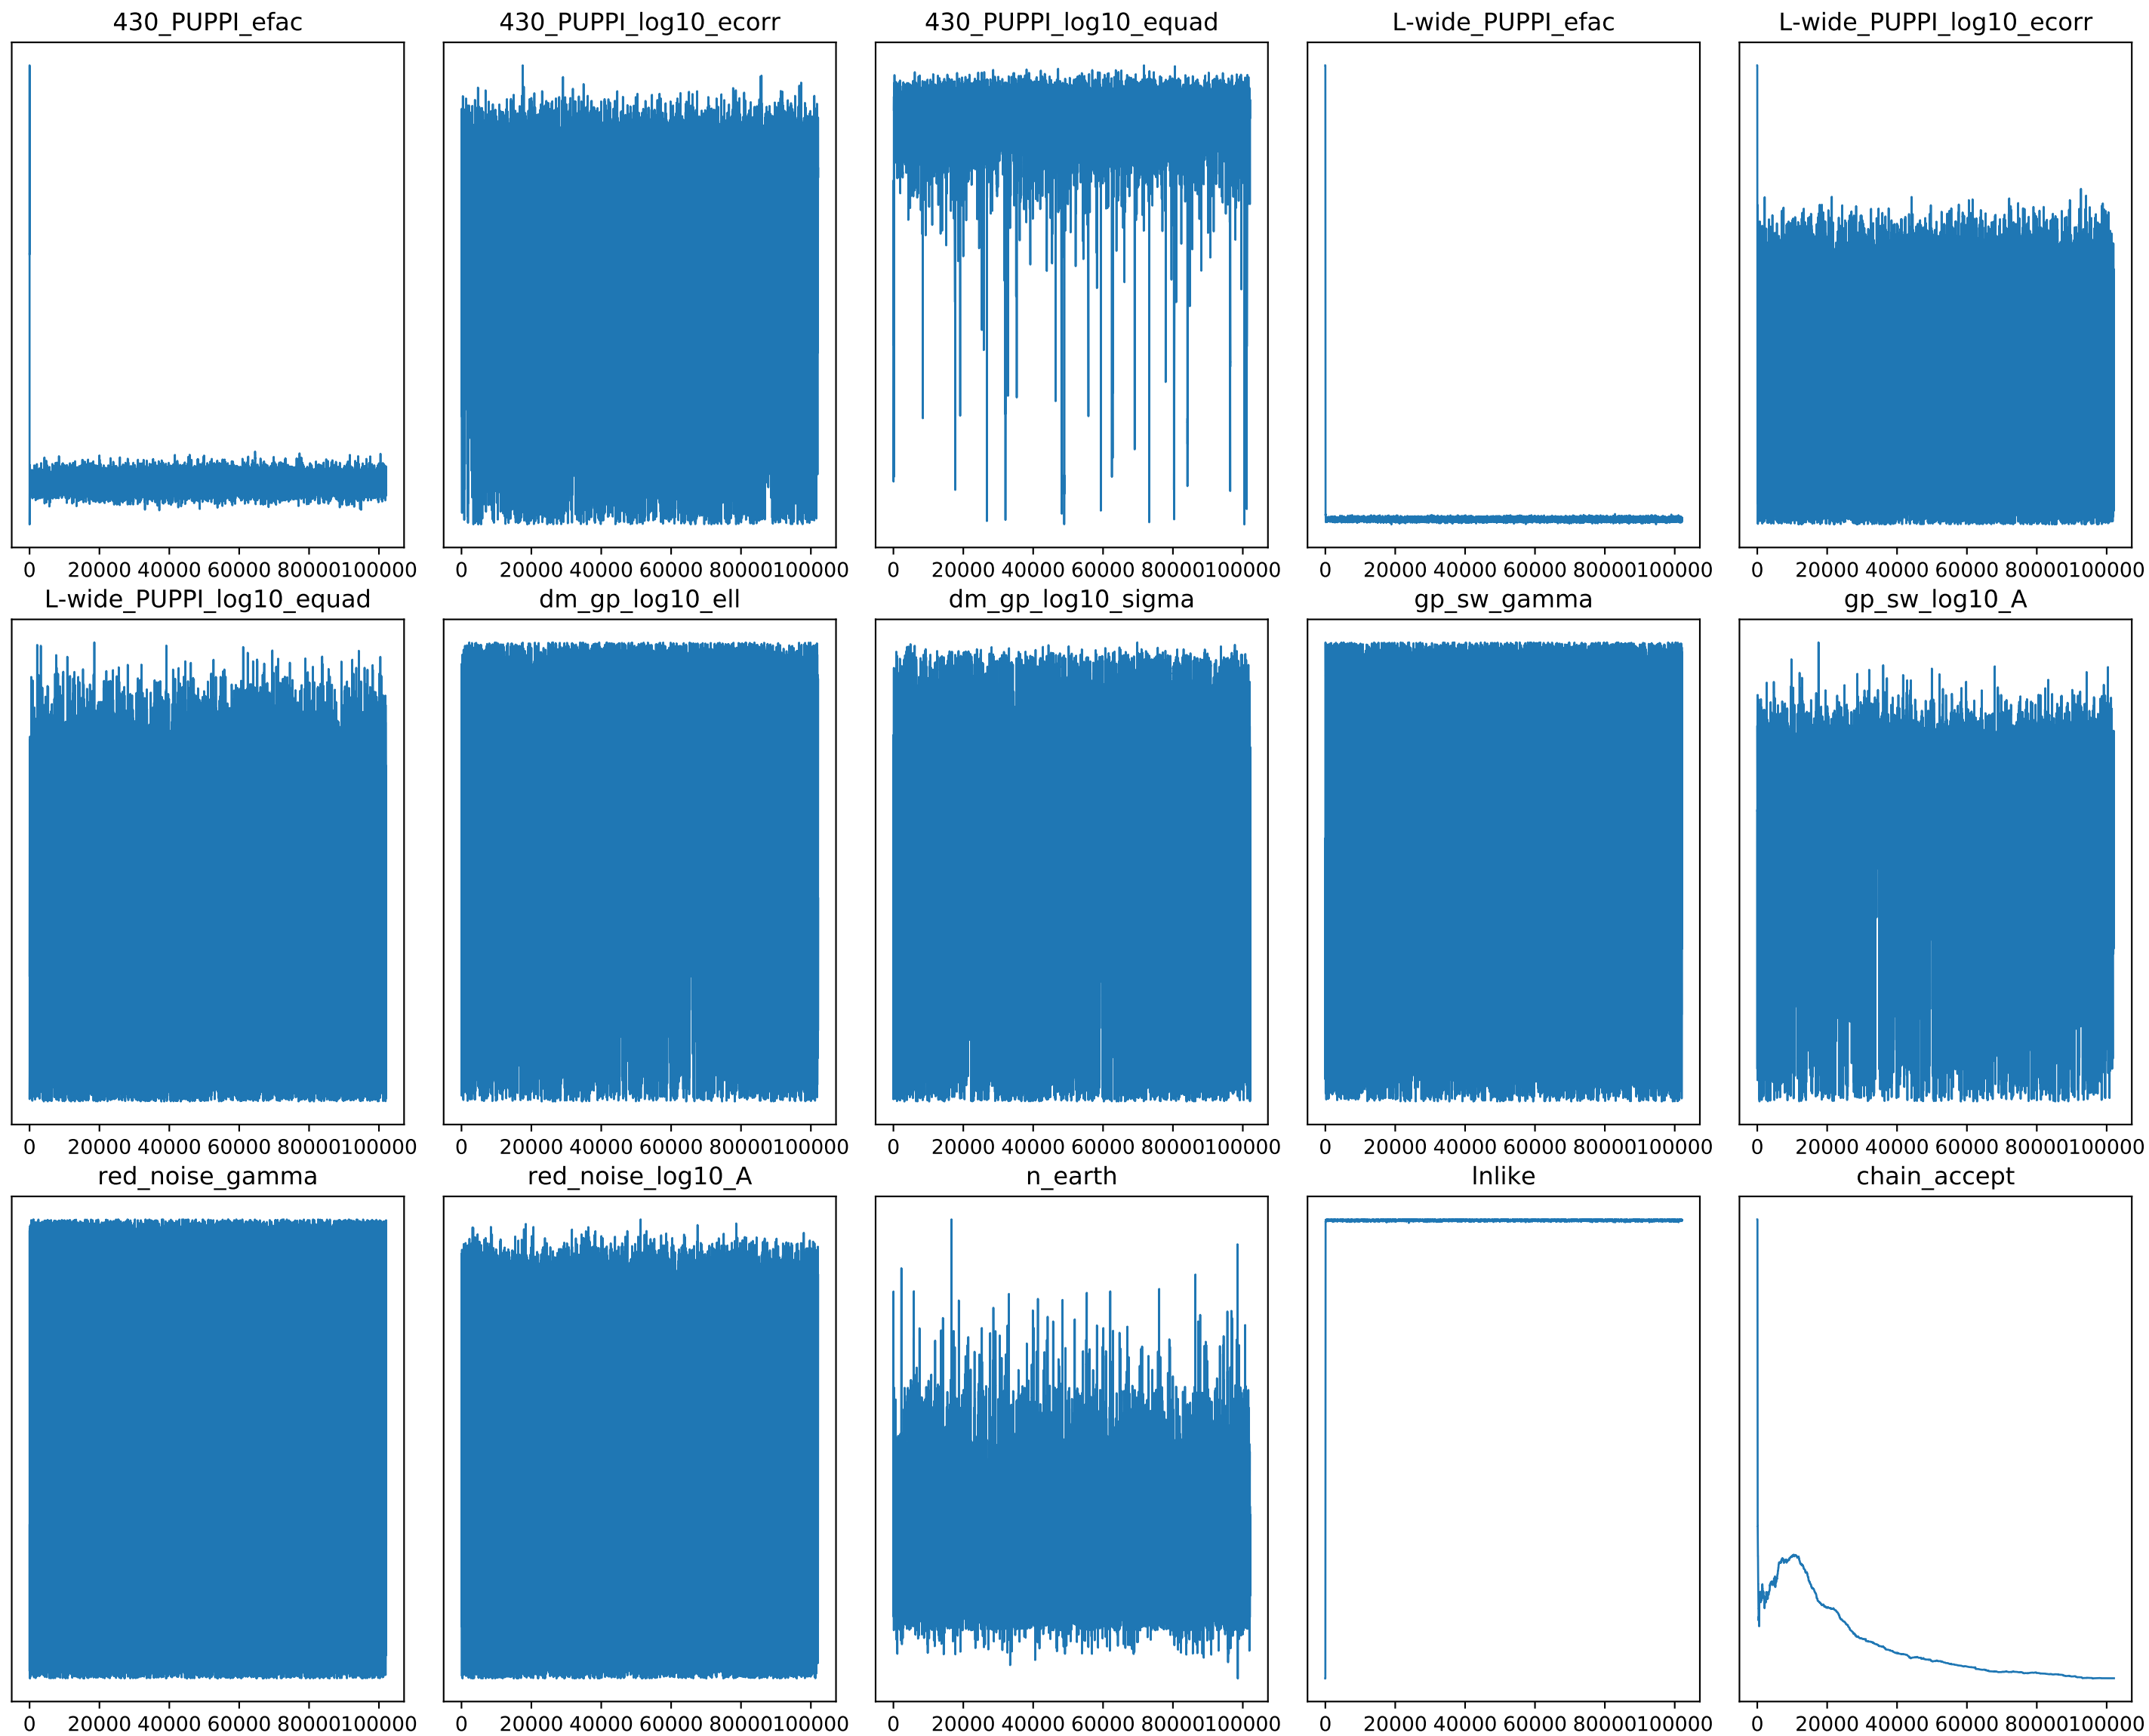 430_PUPPI_efac 430_PUPPI_log10_ecorr 430_PUPPI_log10_equad L-wide_PUPPI_efac L-wide_PUPPI_log10_ecorr
0 20000 40000 60000 80000100000 0 20000 40000 60000 80000100000 0 20000 40000 60000 80000100000 0 20000 40000 60000 80000100000 0 20000 40000 60000 80000100000
L-wide_PUPPI_log10_equad dm_gp_log10_ell dm_gp_log10_sigma gp_sw_gamma gp_sw_log10_A
0 20000 40000 60000 80000100000 0 20000 40000 60000 80000100000 0 20000 40000 60000 80000100000 0 20000 40000 60000 80000100000 0 20000 40000 60000 80000100000
red_noise_gamma red_noise_log10_A n_earth lnlike chain_accept
0 20000 40000 60000 80000100000 0 20000 40000 60000 80000100000 0 20000 40000 60000 80000100000 0 20000 40000 60000 80000100000 0 20000 40000 60000 80000100000